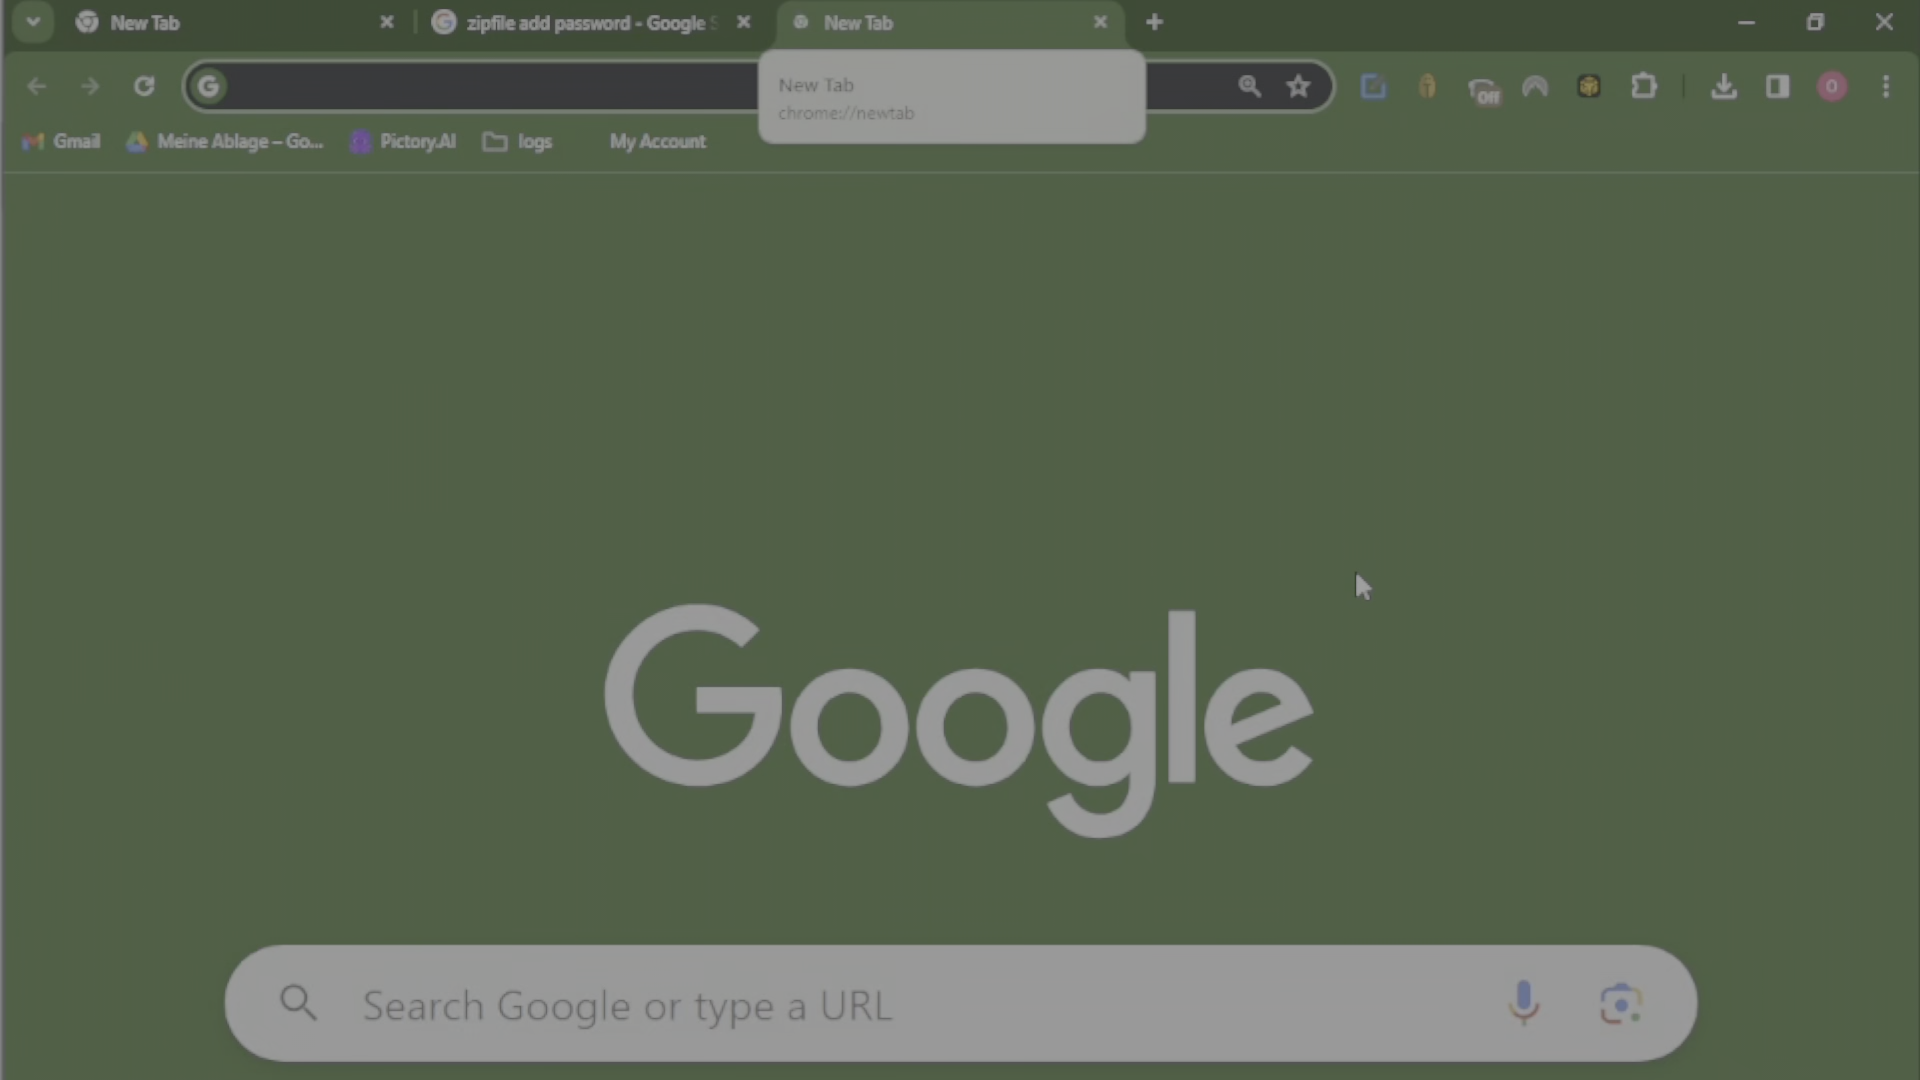 New Tab
zipfile add password - Google S
New Tab
New Tab
chrome://newtab
Off
O
Gmail
Meine Ablage – Go...
Pictory.AI
logs
My Account
Google
Search Google or type a URL